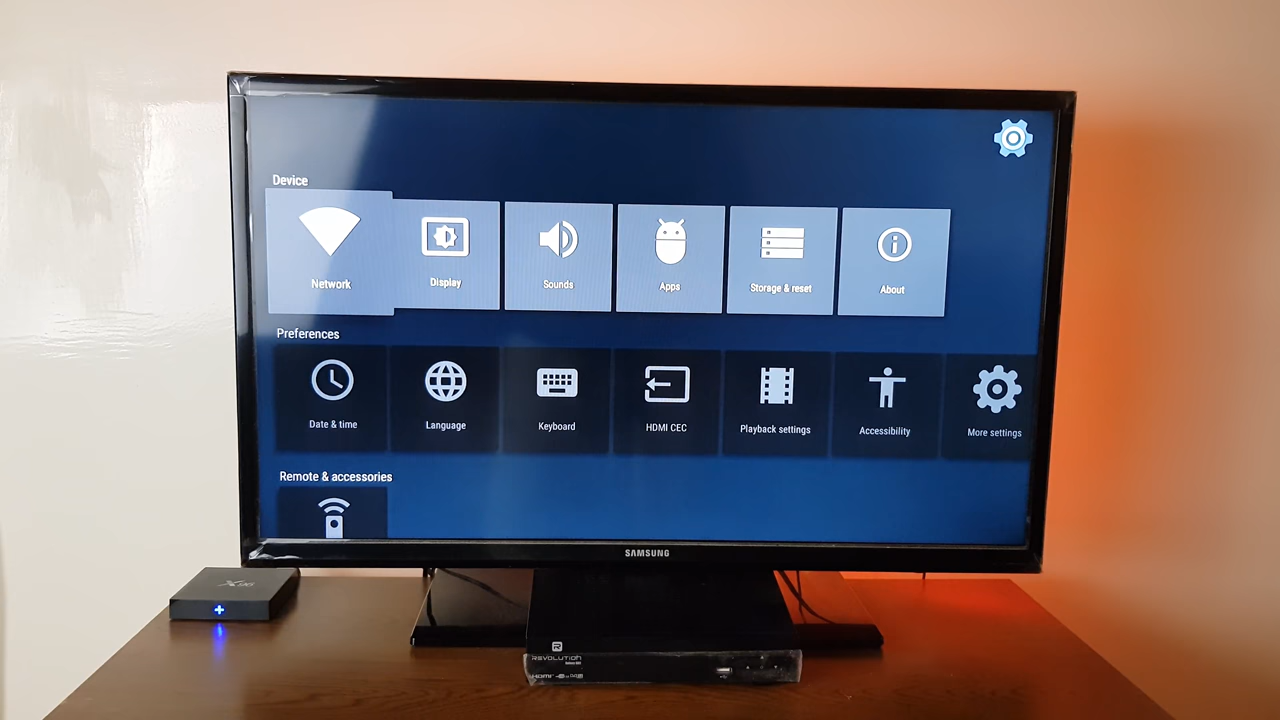 Device
Network
Display
Sounds
Apps
Storage & reset
About
Preferences
Date & time
Language
Keyboard
HDMI CEC
Playback settings
Accessibility
More settings
Remote & accessories
SAMSUNG
R
REVOLUTION
HDMI